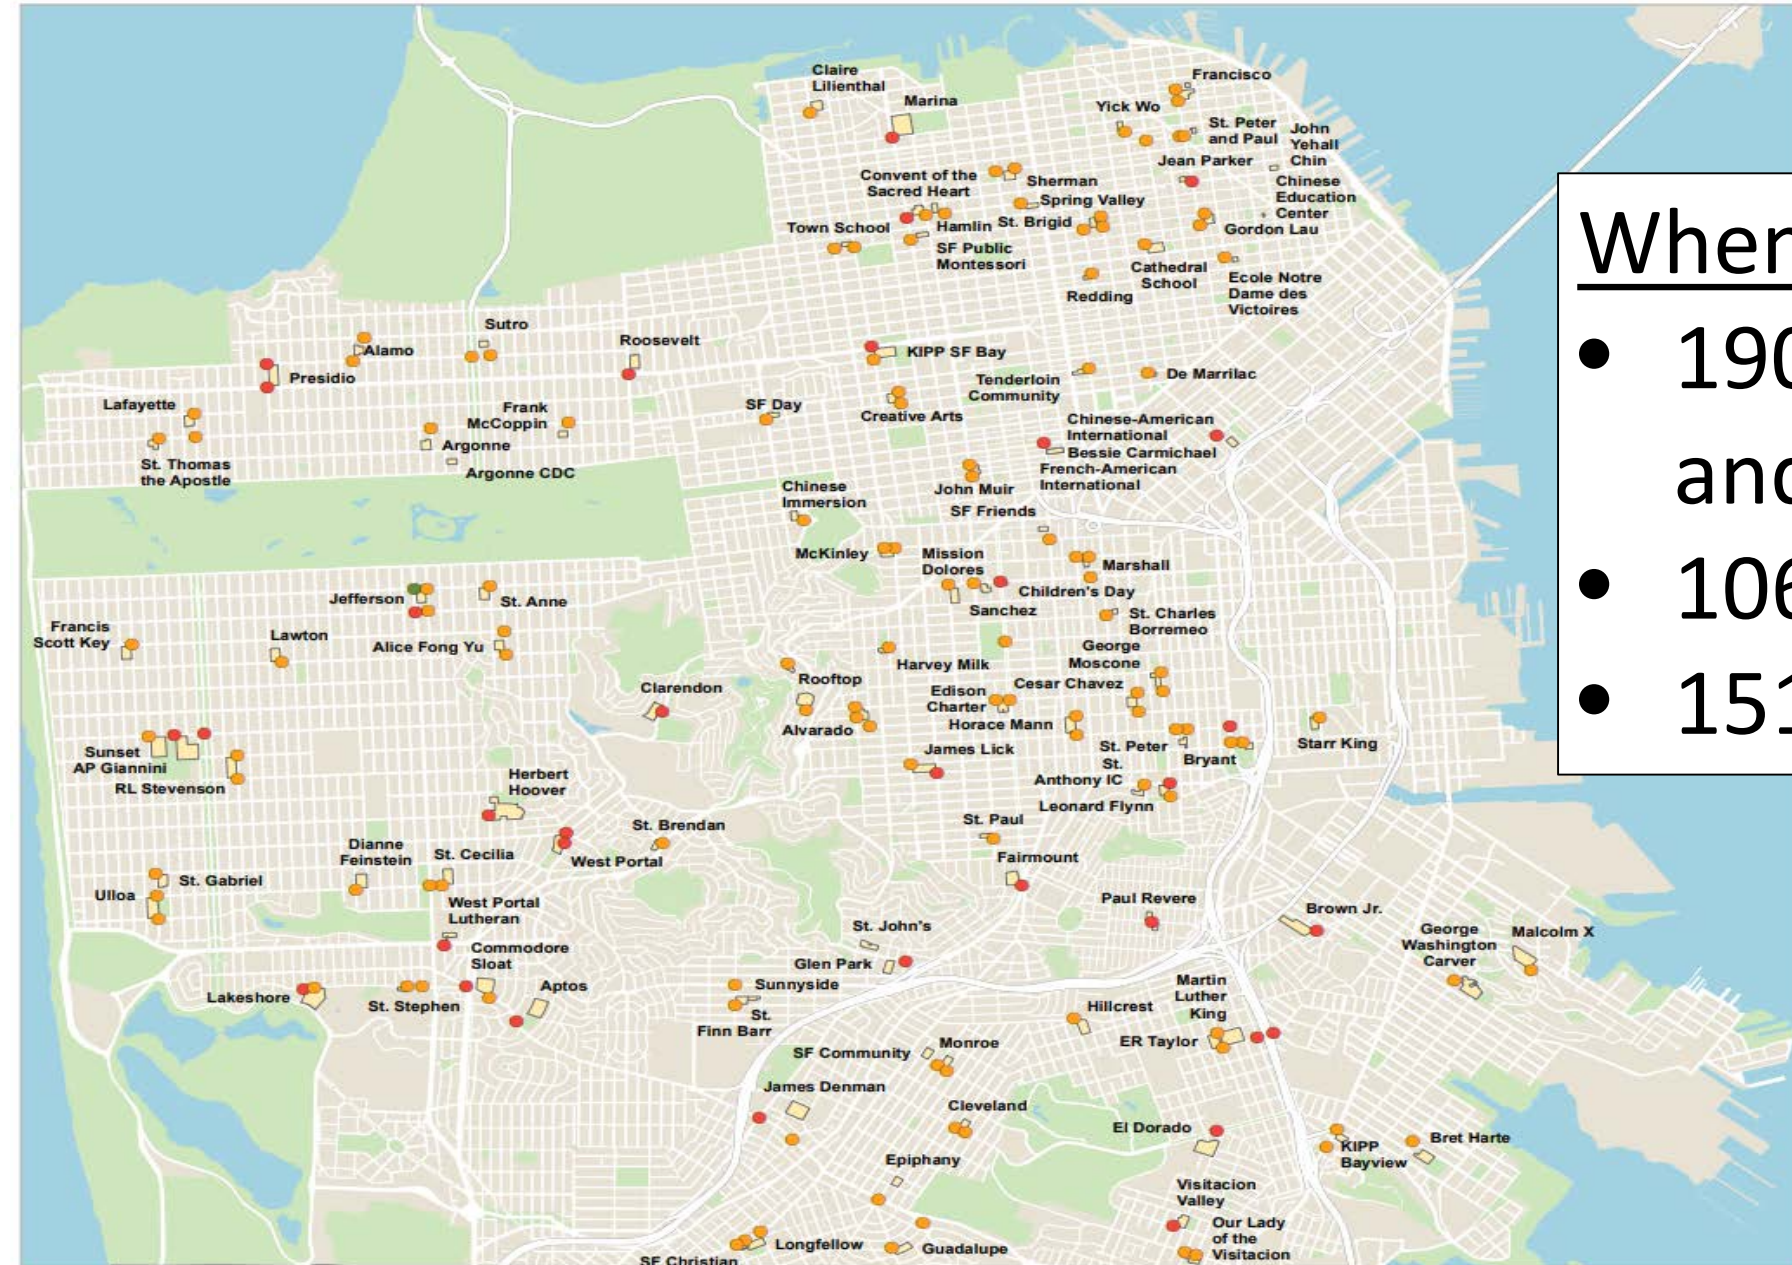 Claire
Lilienthal
Marina
Francisco
Yick Wo
St. Peter
and Paul
John
Yehall
Chin
Jean Parker
Convent of the
Sacred Heart
Sherman
Chinese
Education
Center
Spring Valley
Town School
Hamlin
St. Brigid
Gordon Lau
SF Public
Montessori
Cathedral
School
Ecole Notre
Dame des
Victoires
Redding
Sutro
Roosevelt
Alamo
KIPP SF Bay
Presidio
Tenderloin
Community
De Marrilac
Lafayette
Frank
McCoppin
SF Day
Creative Arts
Chinese-American
International
Argonne
Bessie Carmichael
St. Thomas
the Apostle
Argonne CDC
French-American
International
Chinese
Immersion
John Muir
SF Friends
McKinley
Mission
Dolores
Marshall
Jefferson
St. Anne
Children's Day
Sanchez
St. Charles
Borremeo
Francis
Scott Key
Lawton
Alice Fong Yu
George
Moscone
Harvey Milk
Rooftop
Clarendon
Edison
Charter
Cesar Chavez
Alvarado
Horace Mann
Sunset
AP Giannini
RL Stevenson
James Lick
St. Peter
Bryant
Starr King
Herbert
Hoover
St.
Anthony IC
Leonard Flynn
St. Paul
St. Brendan
Dianne
Feinstein
St. Cecilia
West Portal
Fairmount
Ulloa
St. Gabriel
West Portal
Lutheran
Paul Revere
Brown Jr.
St. John's
George
Washington
Carver
Malcolm X
Commodore
Sloat
Glen Park
Lakeshore
St. Stephen
Aptos
Sunnyside
St.
Finn Barr
Martin
Luther
King
Hillcrest
ER Taylor
SF Community
Monroe
James Denman
Cleveland
El Dorado
KIPP
Bayview
Bret Harte
Epiphany
Visitacion
Valley
Our Lady
of the
Visitacion
Longfellow
Guadalupe
SF Christian
When
• 190
and
• 106
• 151